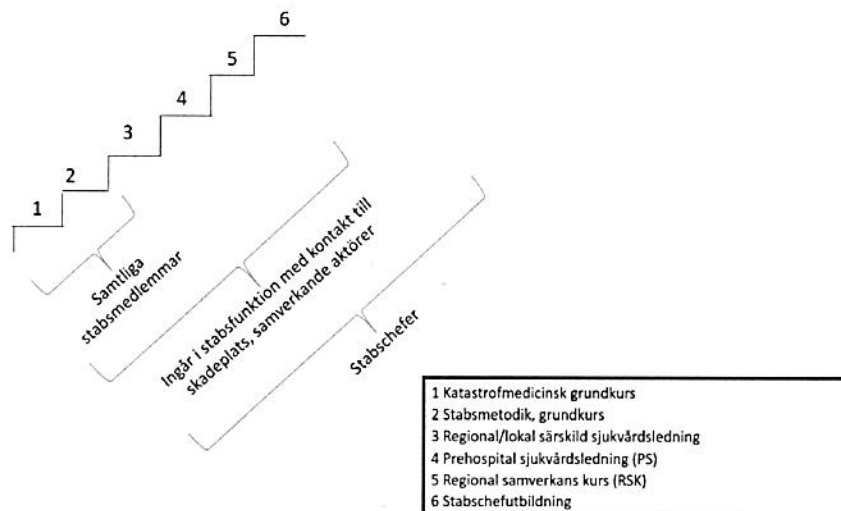 6
5
4
3
2
1
Samtliga
stabsmedlemmar
Ingår i stabsfunktion med kontakt till
skadeplats, samverkande aktörer
Stabschefer
1 Katastrofmedicinsk grundkurs
2 Stabsmetodik, grundkurs
3 Regional/lokal särskild sjukvårdsledning
4 Prehospital sjukvårdsledning (PS)
5 Regional samverkans kurs (RSK)
6 Stabschefutbildning